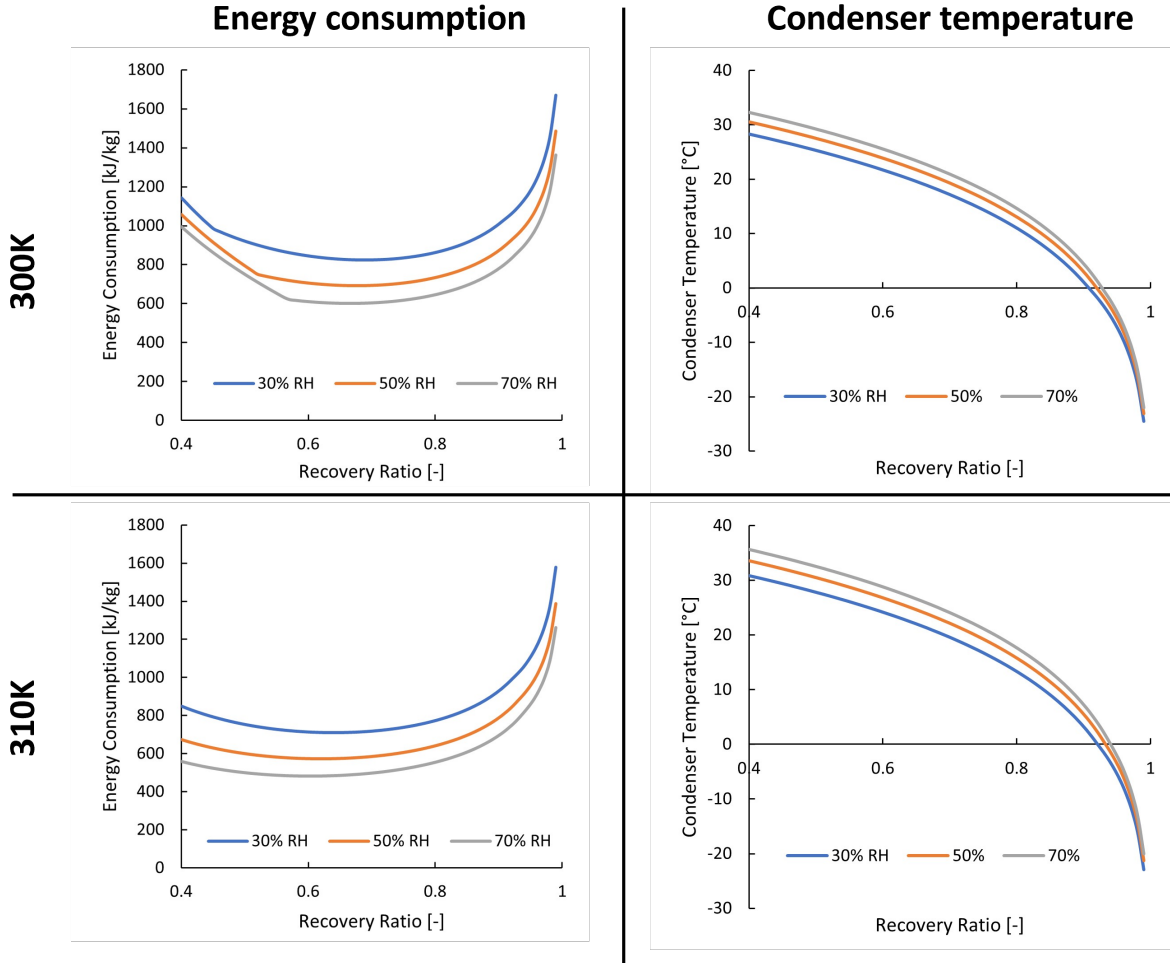 Energy consumption
Condenser temperature
300K
1800
1600
1400
1200
1000
800
600
400
200
0
0.4
0.6
0.8
1
Energy Consumption [kJ/kg]
Recovery Ratio [-]
30% RH
50% RH
70% RH
40
30
20
10
0
-10
-20
-30
0.4
0.6
0.8
1
Condenser Temperature [°C]
Recovery Ratio [-]
30% RH
50%
70%
310K
1800
1600
1400
1200
1000
800
600
400
200
0
0.4
0.6
0.8
1
Energy Consumption [kJ/kg]
Recovery Ratio [-]
30% RH
50% RH
70% RH
40
30
20
10
0
-10
-20
-30
0.4
0.6
0.8
1
Condenser Temperature [°C]
Recovery Ratio [-]
30% RH
50%
70%